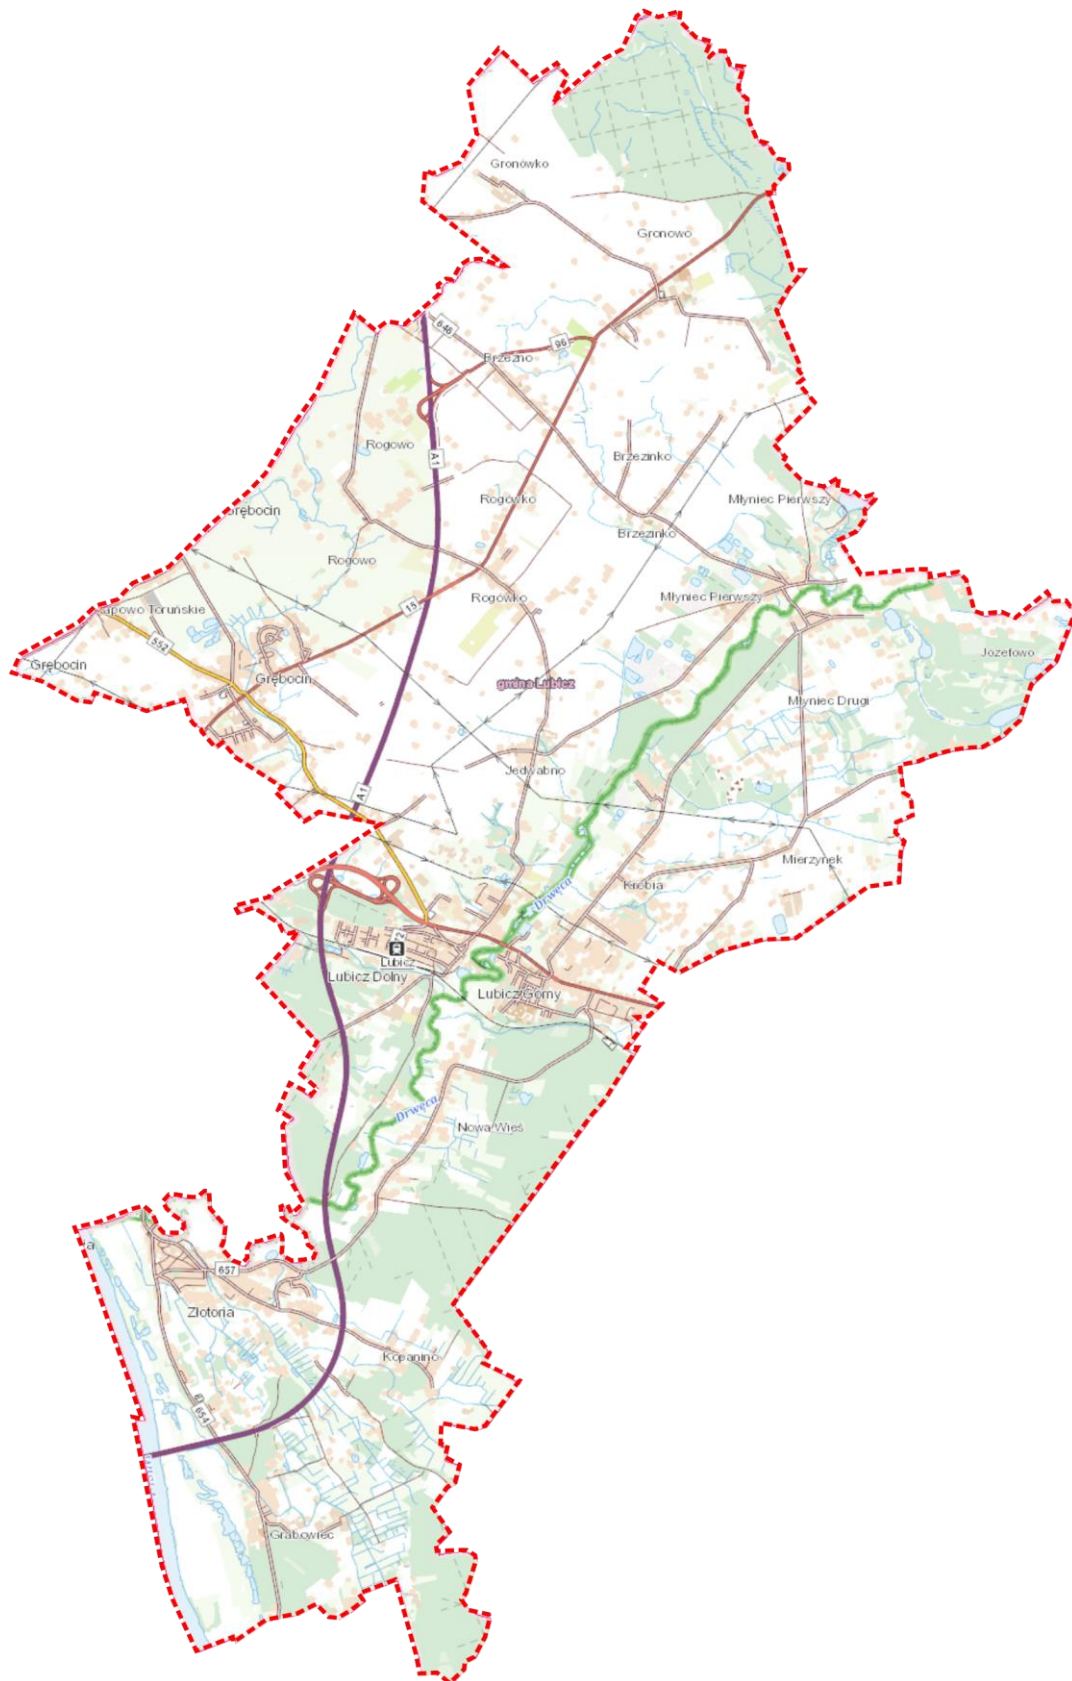 Gronówko
Gronowo
646
96
Brzezno
Rogowo
A1
Brzezinko
Rogówko
Młyniec Pierwszy
Brzezinko
Rogowo
Rogówko
Młyniec Pierwszy
15
apowo Toruńskie
552
Józefowo
Grębocin
Grębocin
gmina Lubicz
Młyniec Drugi
Jedwabno
A1
Mierzynek
Krobia
Drwęca
Lubicz
Lubicz Dolny
Lubicz Górny
Drwęca
Nowa Wieś
657
Złotoria
Kopanino
654
Grabowiec